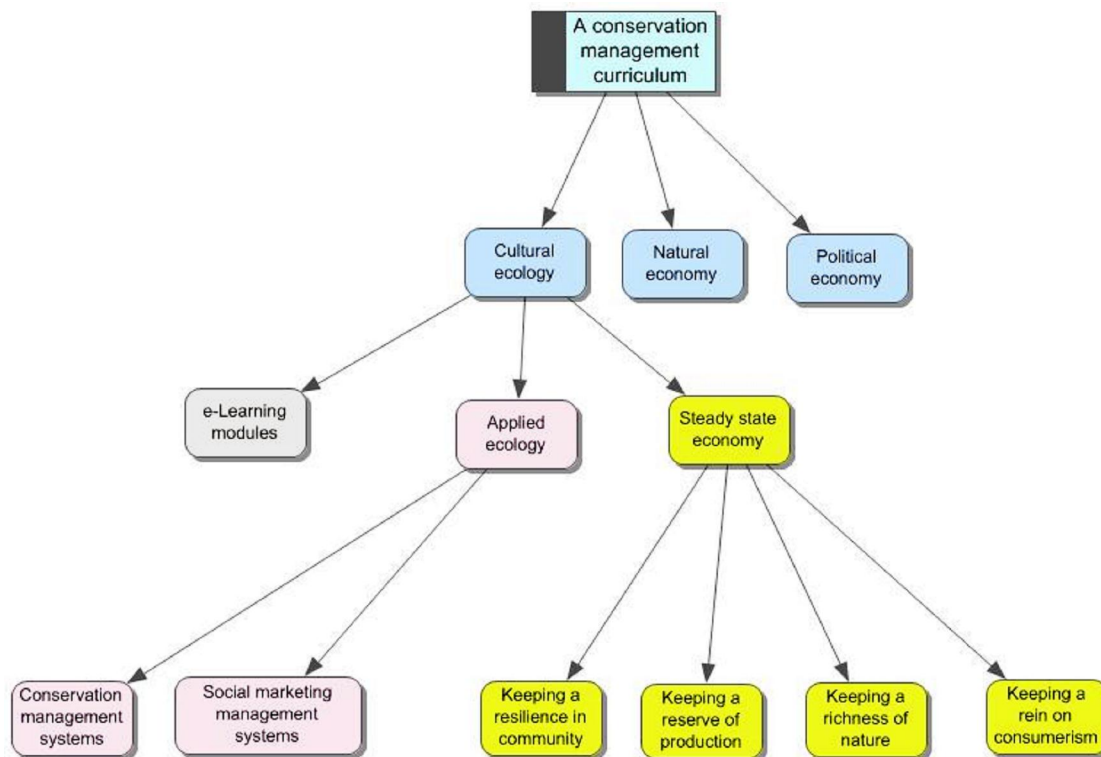 A conservation
management
curriculum
Cultural
ecology
Natural
economy
Political
economy
e-Learning
modules
Applied
ecology
Steady state
economy
Conservation
management
systems
Social marketing
management
systems
Keeping a
resilience in
community
Keeping a
reserve of
production
Keeping a
richness of
nature
Keeping a
rein on
consumerism